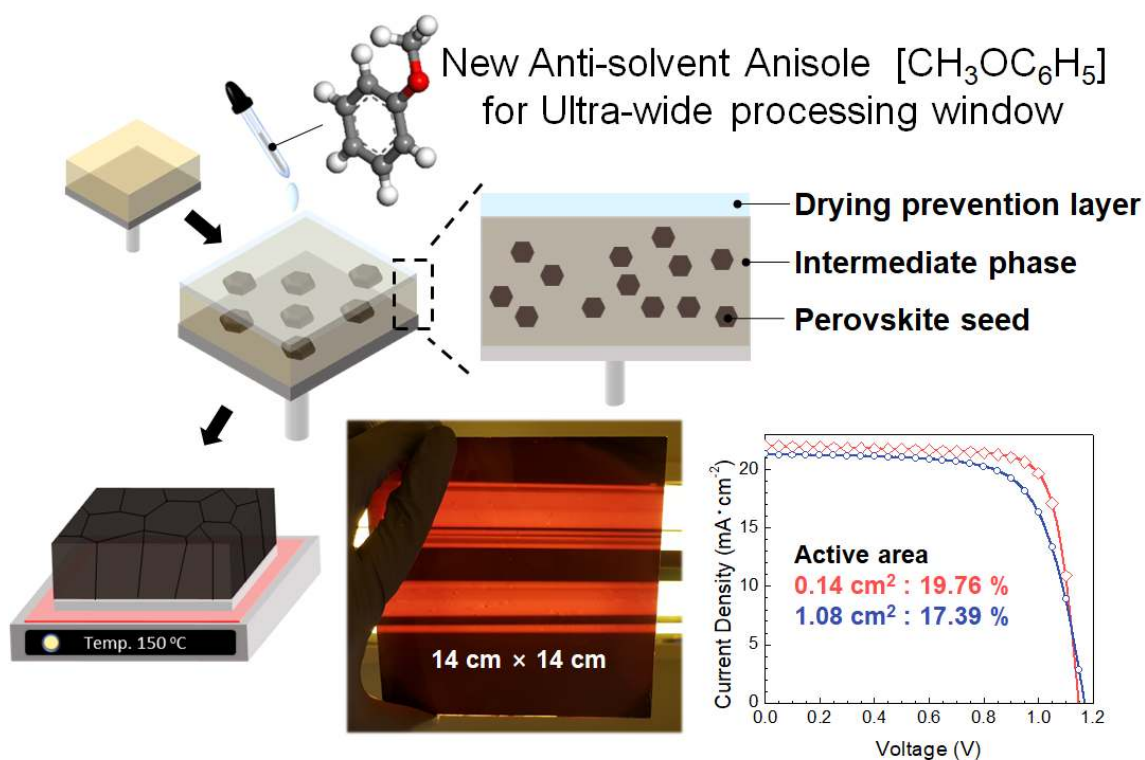 New Anti-solvent Anisole [CH₃OC₆H₅]
for Ultra-wide processing window
Drying prevention layer
Intermediate phase
Perovskite seed
Temp. 150 ⁰C
14 cm × 14 cm
Current Density (mA·cm⁻²)
20
15
10
5
0
Active area
0.14 cm² : 19.76 %
1.08 cm² : 17.39 %
0.0 0.2 0.4 0.6 0.8 1.0 1.2
Voltage (V)